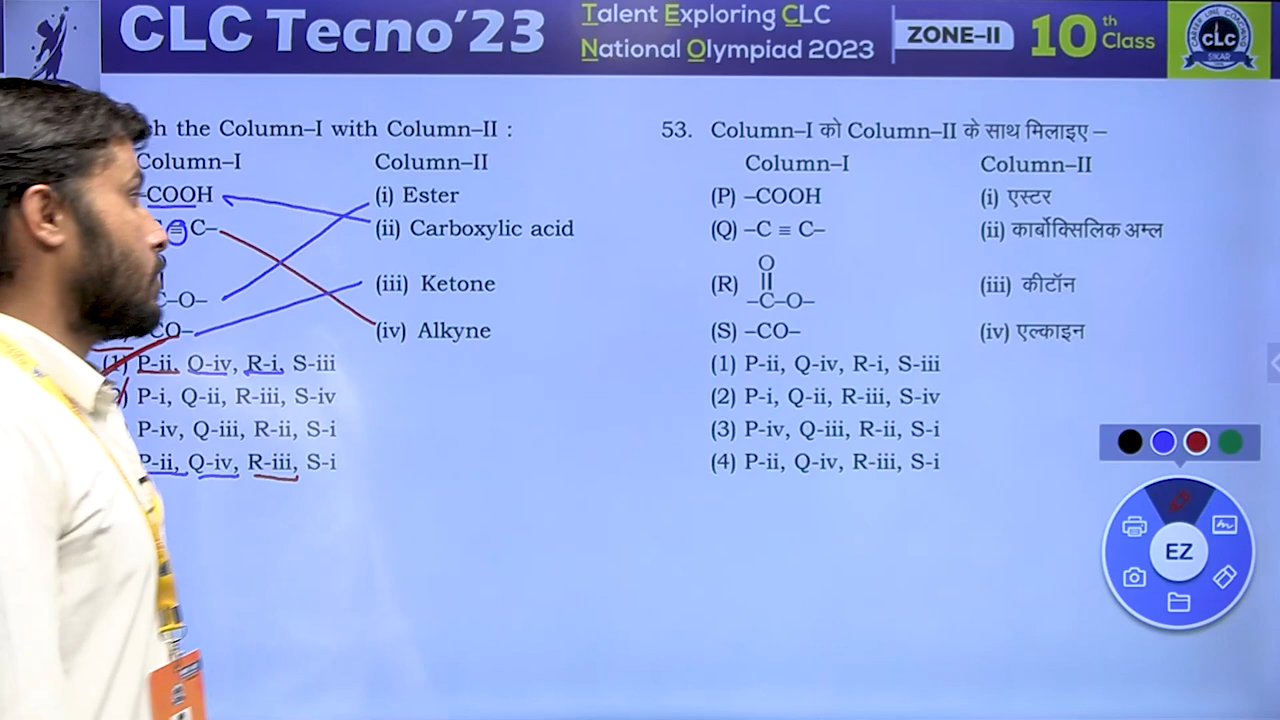 CLC Tecno'23
Talent Exploring CLC
National Olympiad 2023
ZONE–II
10th Class
CAREER LINE COACHING
CLC
SIKAR
the Column–I with Column–II :
Column–I Column–II
–COOH (i) Ester
≡ C– (ii) Carboxylic acid
C–O– (iii) Ketone
CO– (iv) Alkyne
(1) P-ii, Q-iv, R-i, S-iii
P-i, Q-ii, R-iii, S-iv
P-iv, Q-iii, R-ii, S-i
P-ii, Q-iv, R-iii, S-i
53. Column–I को Column–II के साथ मिलाइए –
Column–I Column–II
(P) –COOH (i) एस्टर
(Q) –C ≡ C– (ii) कार्बोक्सिलिक अम्ल
O
||
(R) –C–O– (iii) कीटॉन
(S) –CO– (iv) एल्काइन
(1) P-ii, Q-iv, R-i, S-iii
(2) P-i, Q-ii, R-iii, S-iv
(3) P-iv, Q-iii, R-ii, S-i
(4) P-ii, Q-iv, R-iii, S-i
EZ